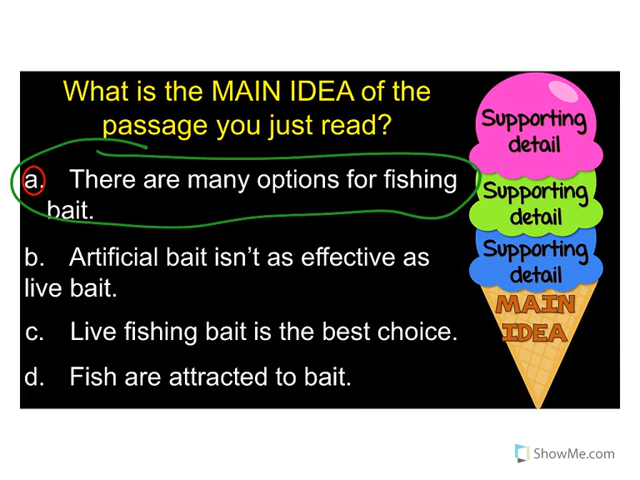 What is the MAIN IDEA of the
passage you just read?
a. There are many options for fishing
bait.
b. Artificial bait isn't as effective as
live bait.
c. Live fishing bait is the best choice.
d. Fish are attracted to bait.
Supporting
detail
Supporting
detail
Supporting
detail
MAIN
IDEA
ShowMe.com